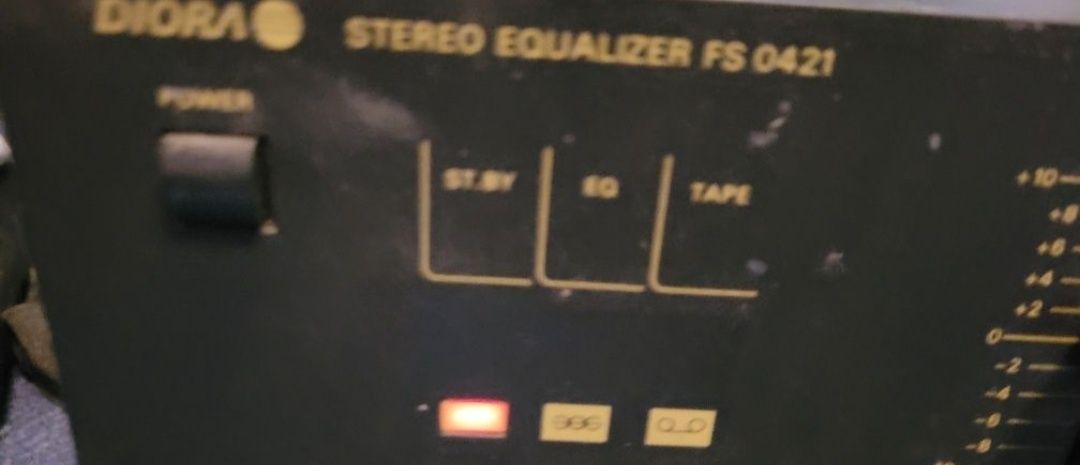 DIORA
STEREO EQUALIZER FS 0421
POWER
ST.BY EQ TAPE
+10
+8
+6
+4
+2
0
-2
-4
-6
-8